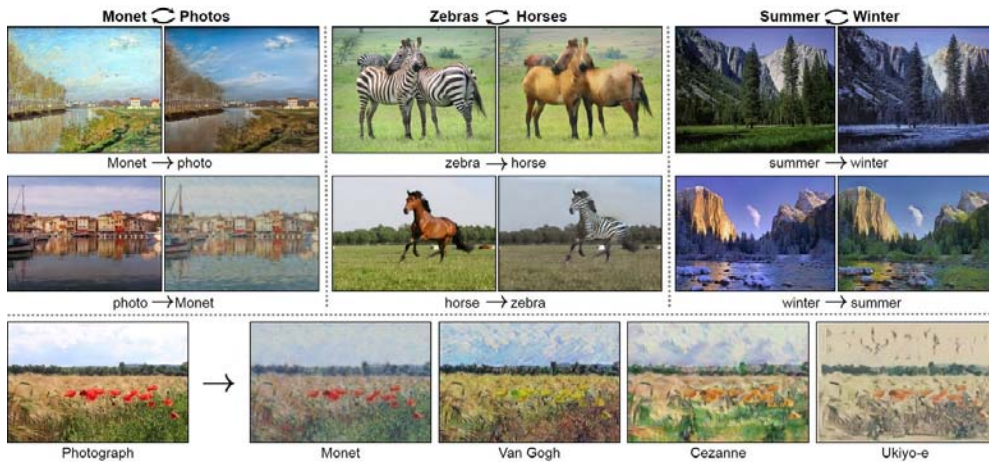 Monet Photos
Zebras Horses
Summer Winter
Monet → photo
zebra → horse
summer → winter
photo → Monet
horse → zebra
winter → summer
Photograph
Monet
Van Gogh
Cezanne
Ukiyo-e